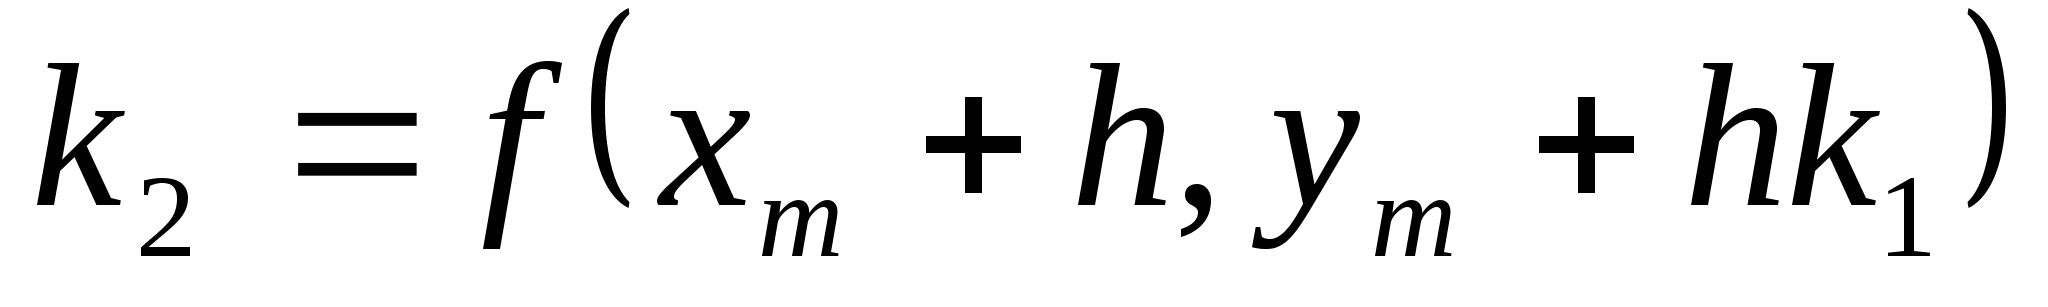 k₂ = f(xₘ + h, yₘ + hk₁)